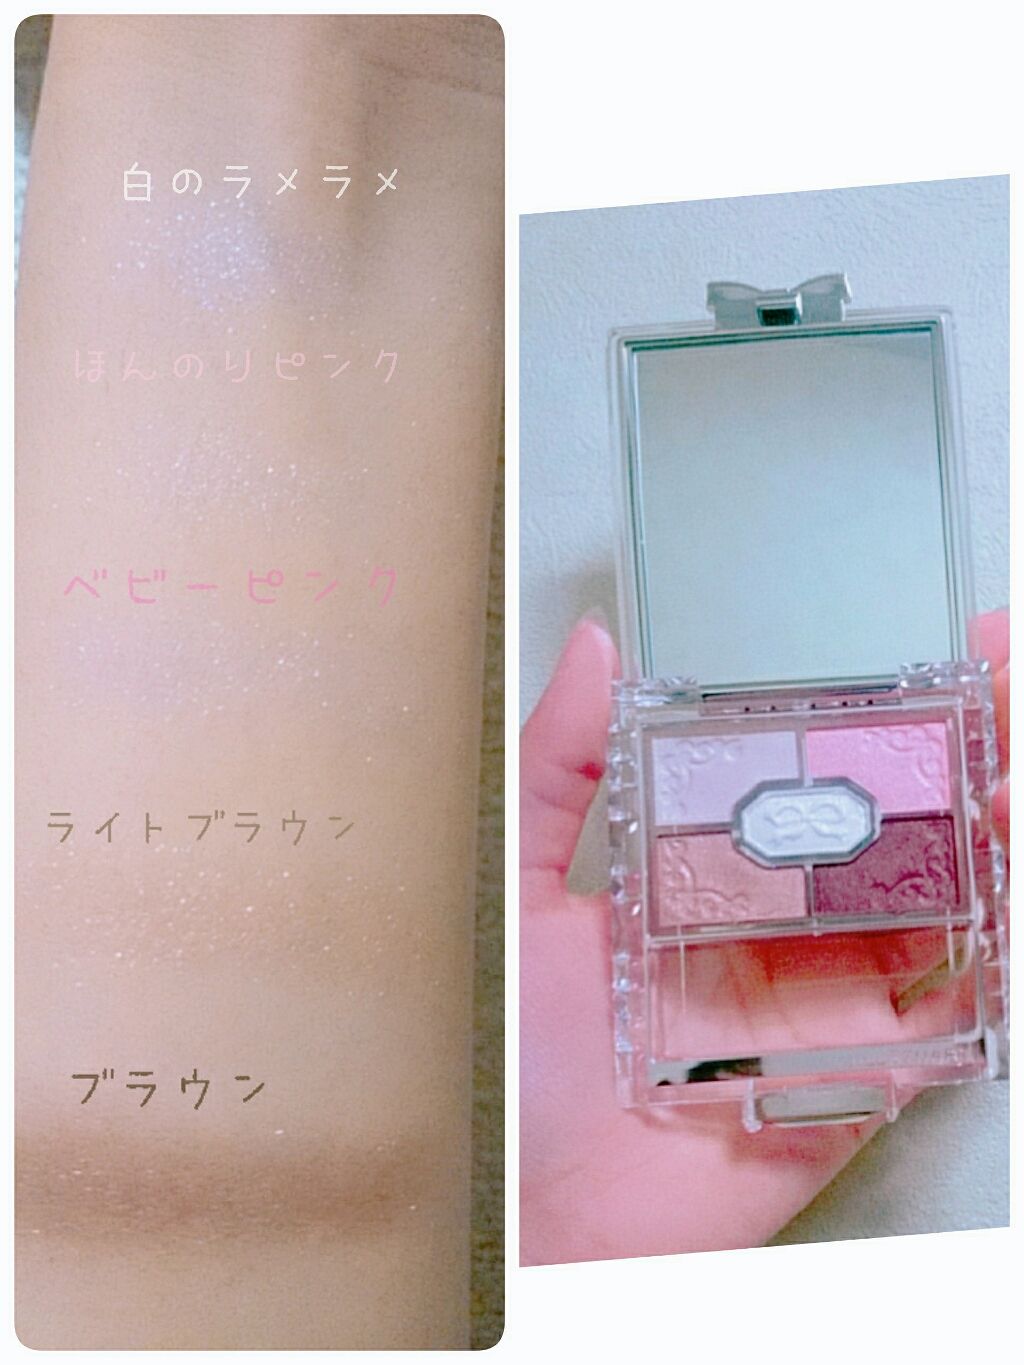 白のラメラメ
ほんのりピンク
ベビーピンク
ライトブラウン
ブラウン